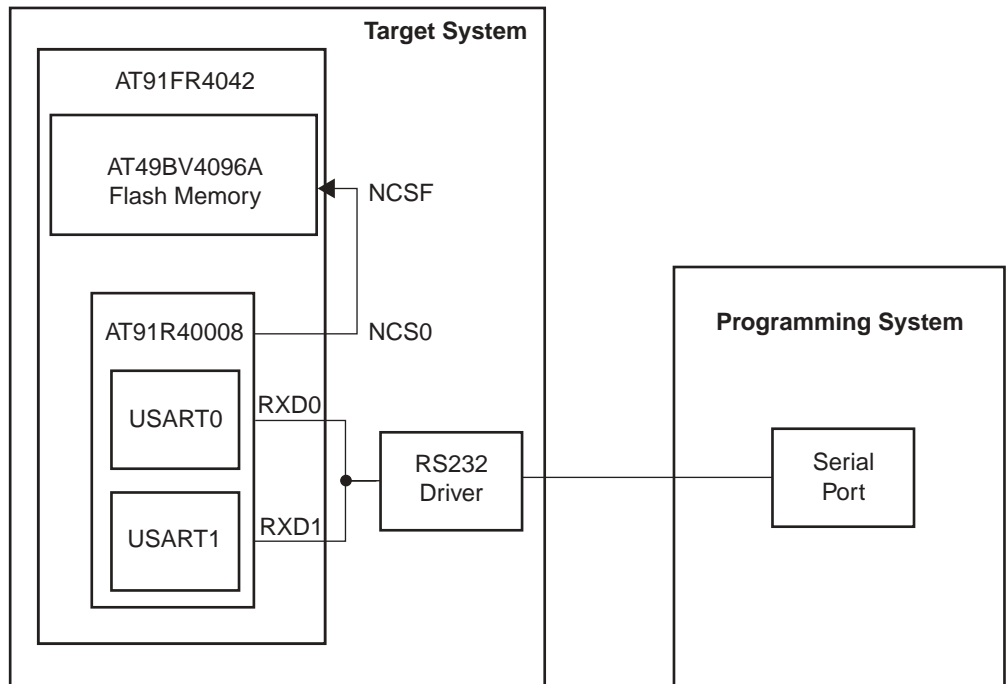 Target System
AT91FR4042
AT49BV4096A
Flash Memory
NCSF
AT91R40008
NCS0
USART0
RXD0
RS232
Driver
USART1
RXD1
Programming System
Serial
Port